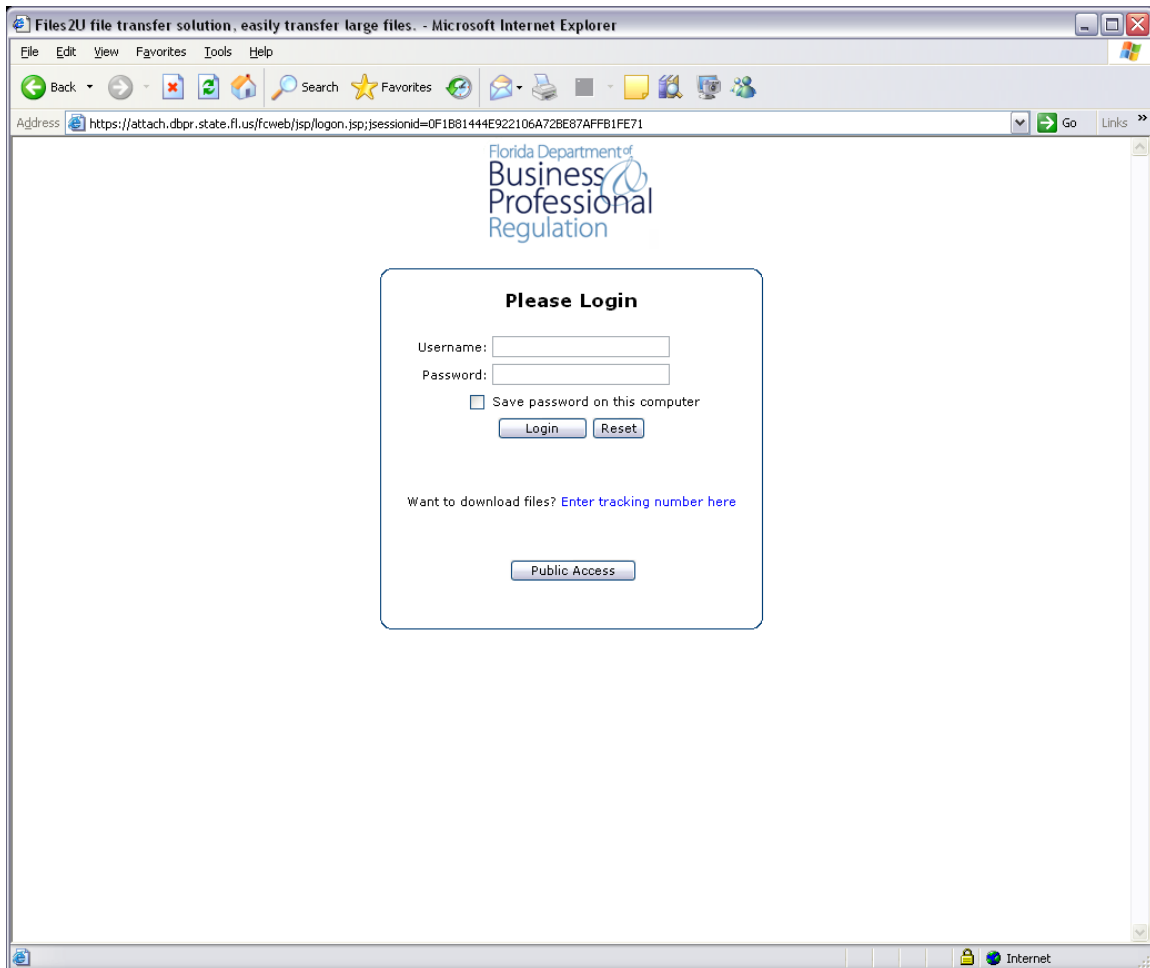 Files2U file transfer solution, easily transfer large files. - Microsoft Internet Explorer
File Edit View Favorites Tools Help
Back Search Favorites
Address https://attach.dbpr.state.fl.us/fcweb/jsp/logon.jsp;jsessionid=0F1B81444E922106A72BE87AFFB1FE71 Go Links »
Florida Department of
Business &
Professional
Regulation
Please Login
Username:
Password:
Save password on this computer
Login Reset
Want to download files? Enter tracking number here
Public Access
Internet